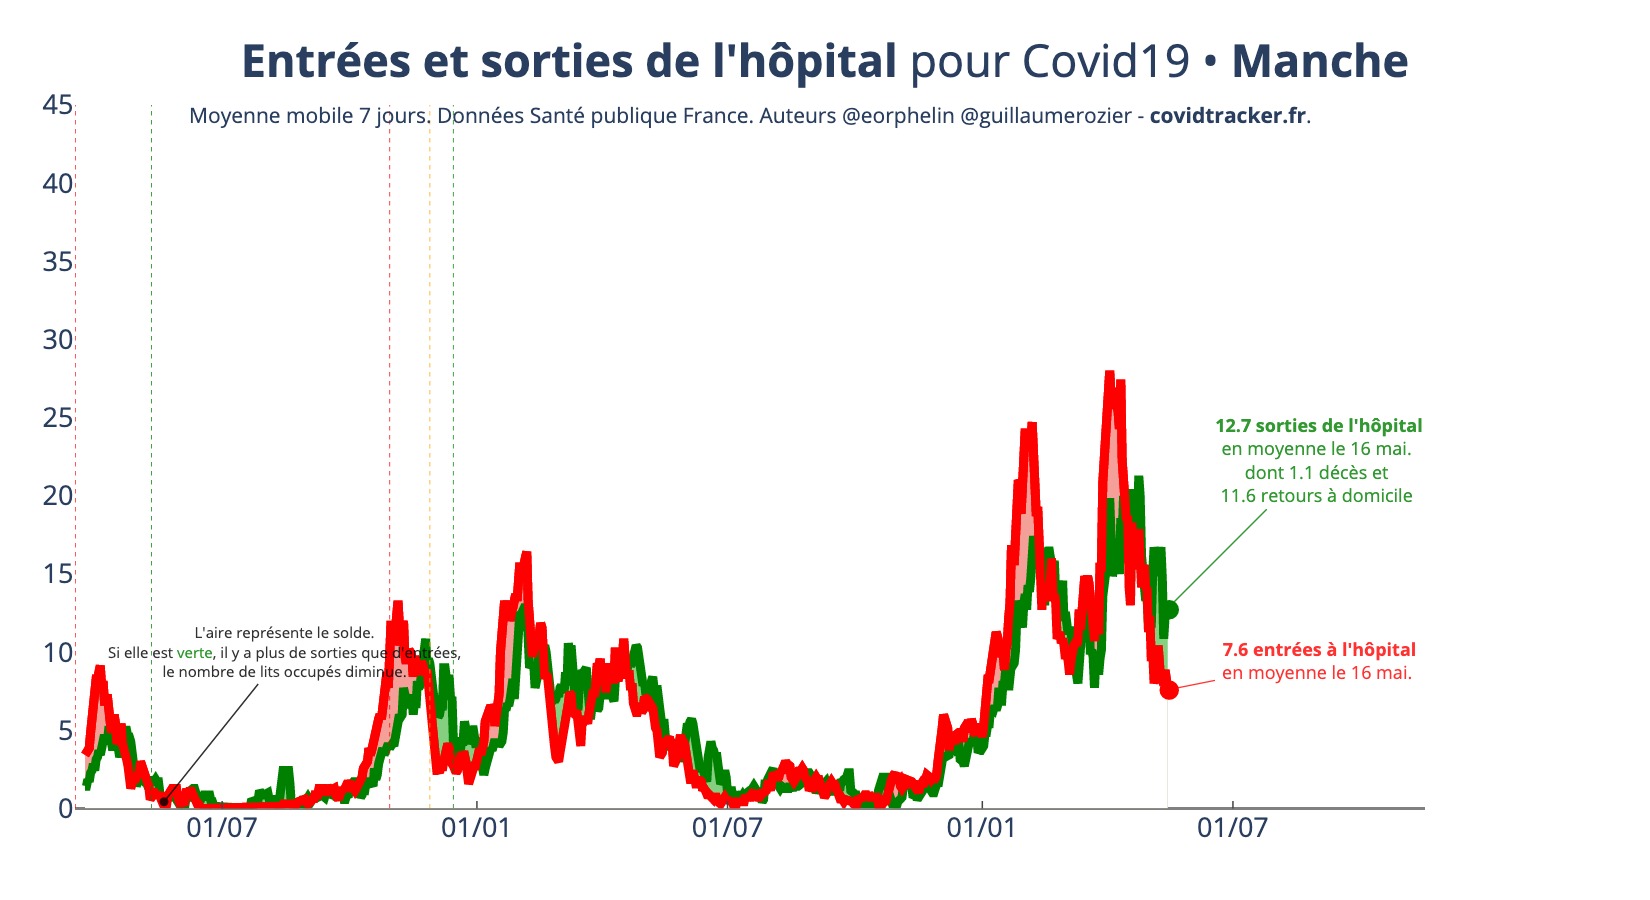 Entrées et sorties de l'hôpital pour Covid19 • Manche
Moyenne mobile 7 jours. Données Santé publique France. Auteurs @eorphelin @guillaumerozier - covidtracker.fr.
45
40
35
30
25
20
15
10
5
0
12.7 sorties de l'hôpital
en moyenne le 16 mai.
dont 1.1 décès et
11.6 retours à domicile
L'aire représente le solde.
Si elle est verte, il y a plus de sorties que d'entrées,
le nombre de lits occupés diminue.
7.6 entrées à l'hôpital
en moyenne le 16 mai.
01/07 01/01 01/07 01/01 01/07